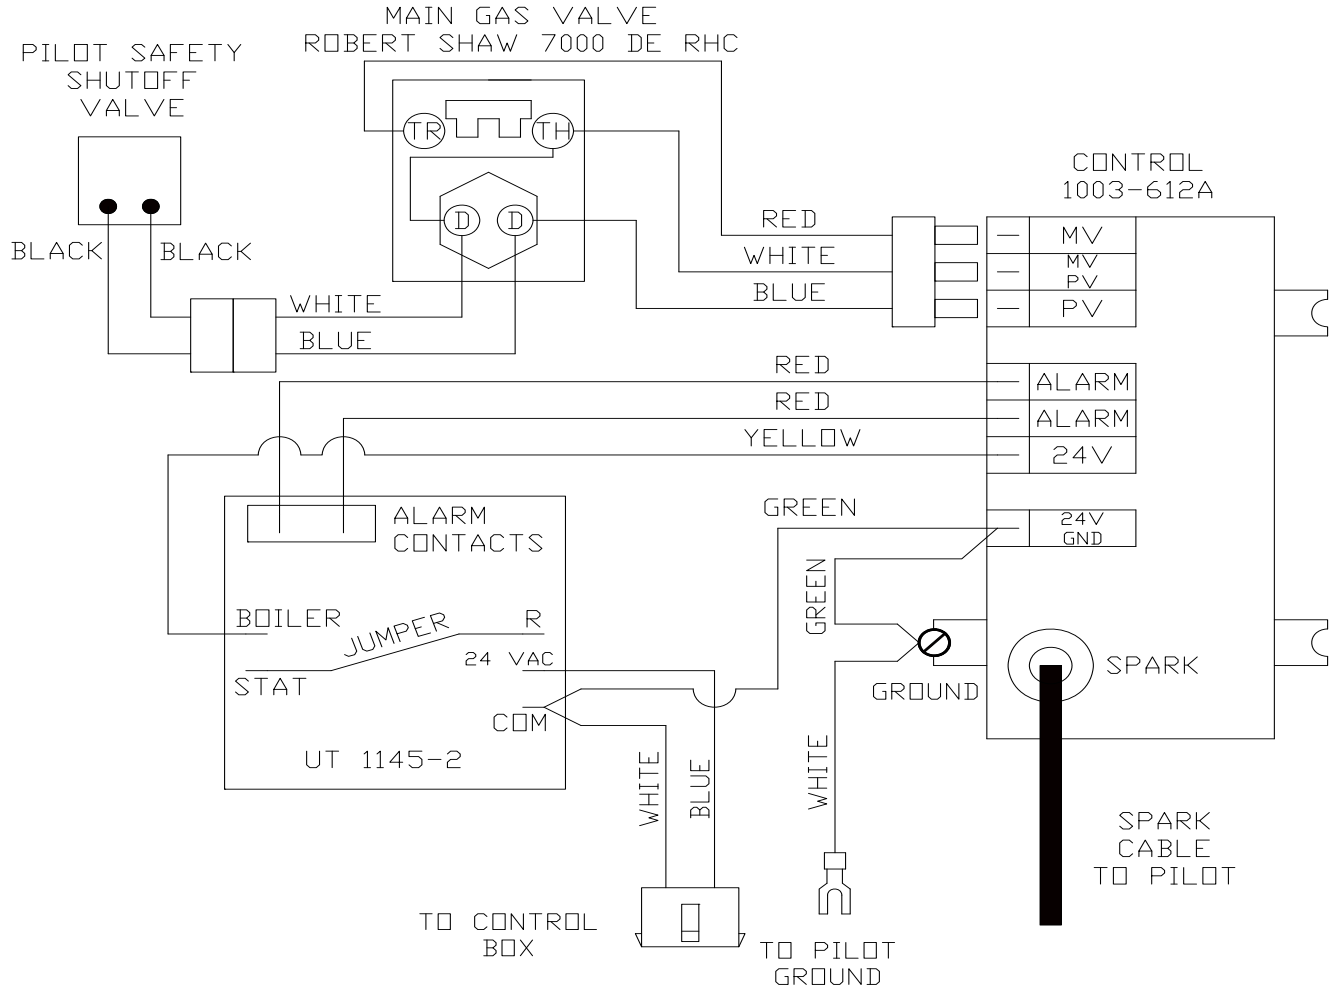 MAIN GAS VALVE
ROBERT SHAW 7000 DE RHC
PILOT SAFETY
SHUTOFF
VALVE
TR
TH
D
D
BLACK
BLACK
WHITE
BLUE
CONTROL
1003-612A
RED
WHITE
BLUE
MV
MV
PV
PV
RED
RED
YELLOW
ALARM
ALARM
24V
GREEN
24V
GND
GREEN
ALARM
CONTACTS
BOILER
JUMPER
R
24 VAC
STAT
COM
UT 1145-2
GROUND
SPARK
WHITE
BLUE
WHITE
SPARK
CABLE
TO PILOT
TO CONTROL
BOX
TO PILOT
GROUND